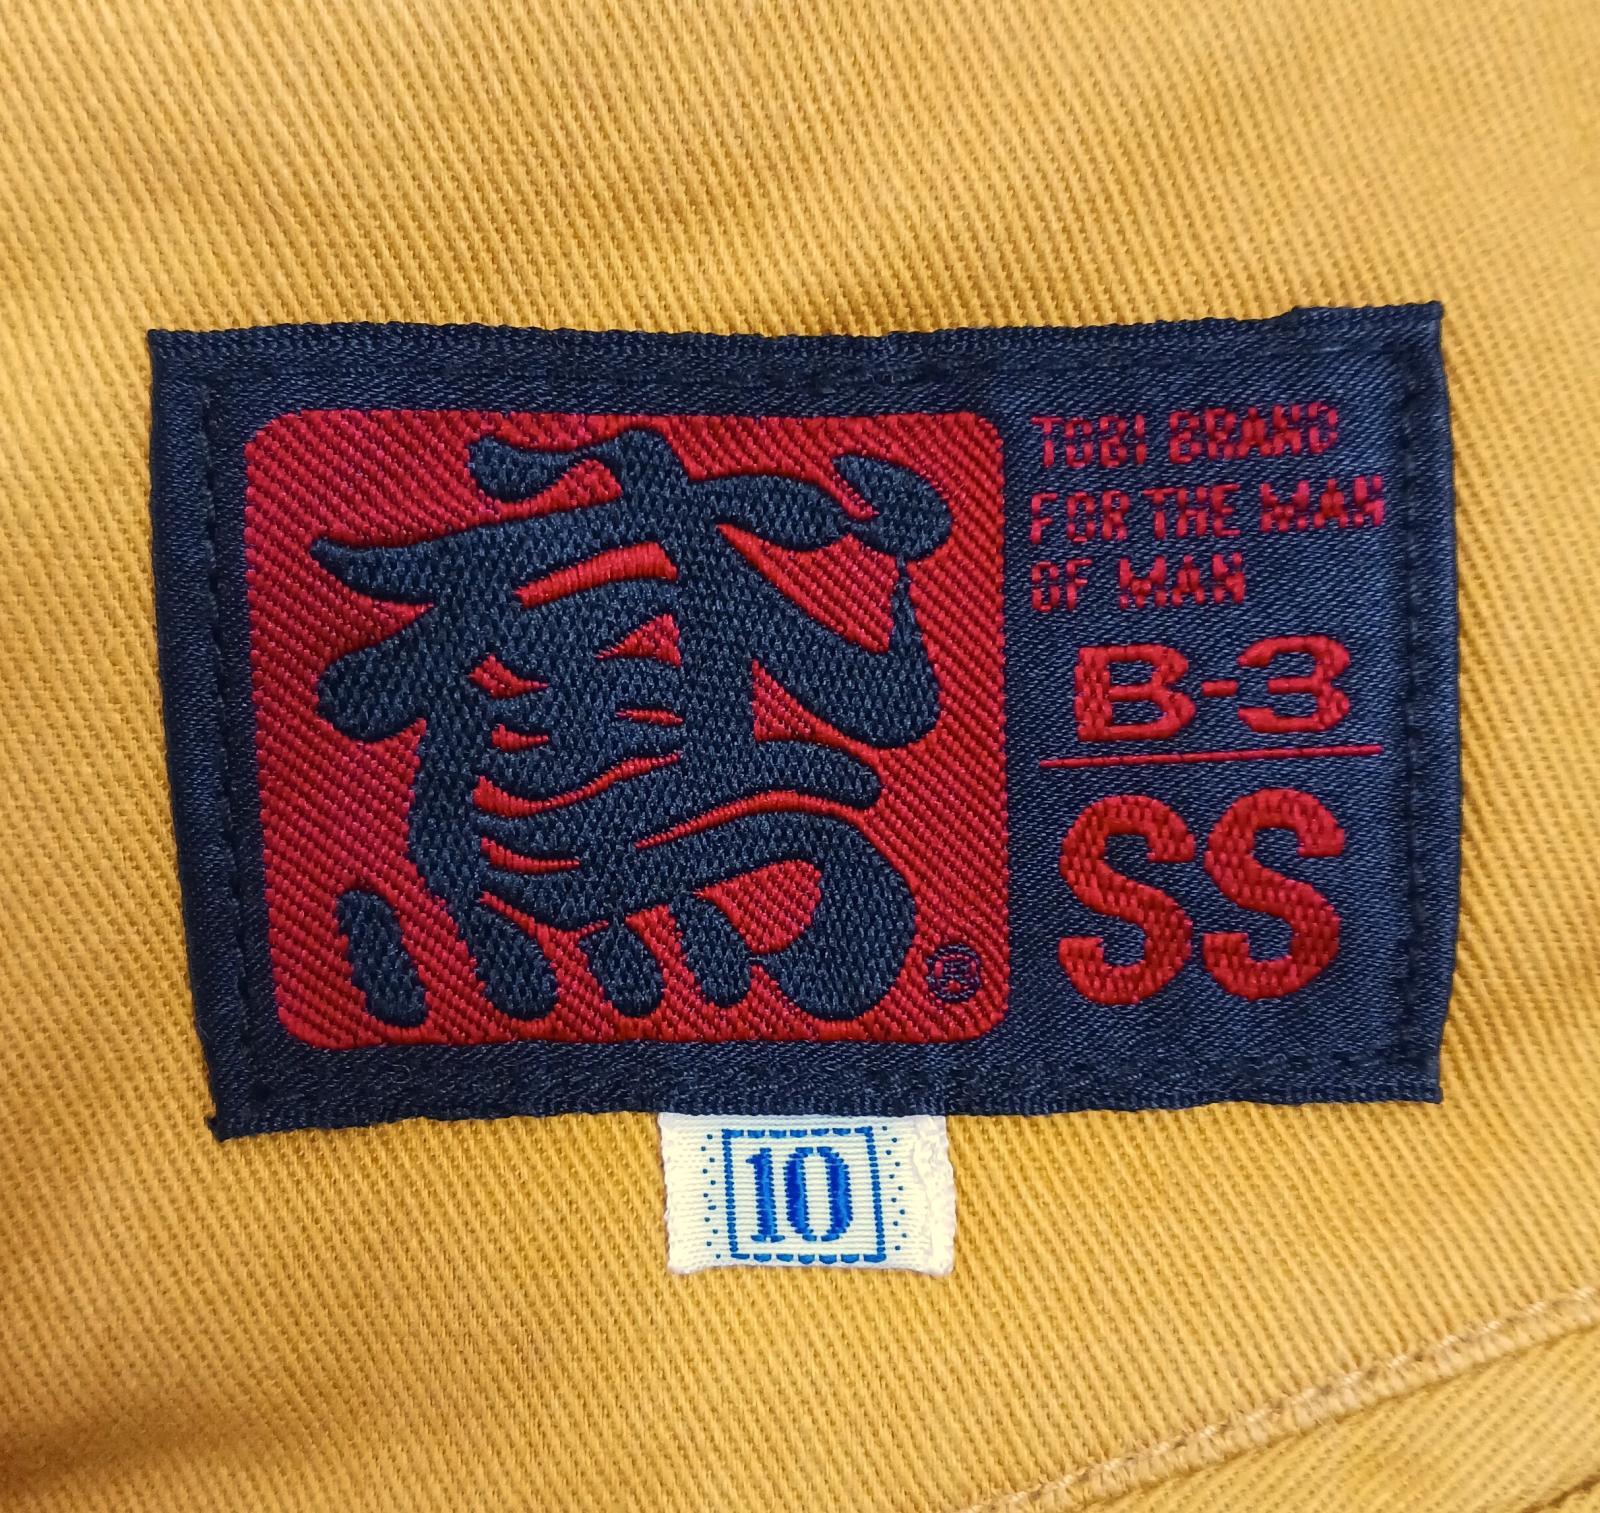 鳶
®
TOBI BRAND
FOR THE MAN
OF MAN
B-3
SS
10